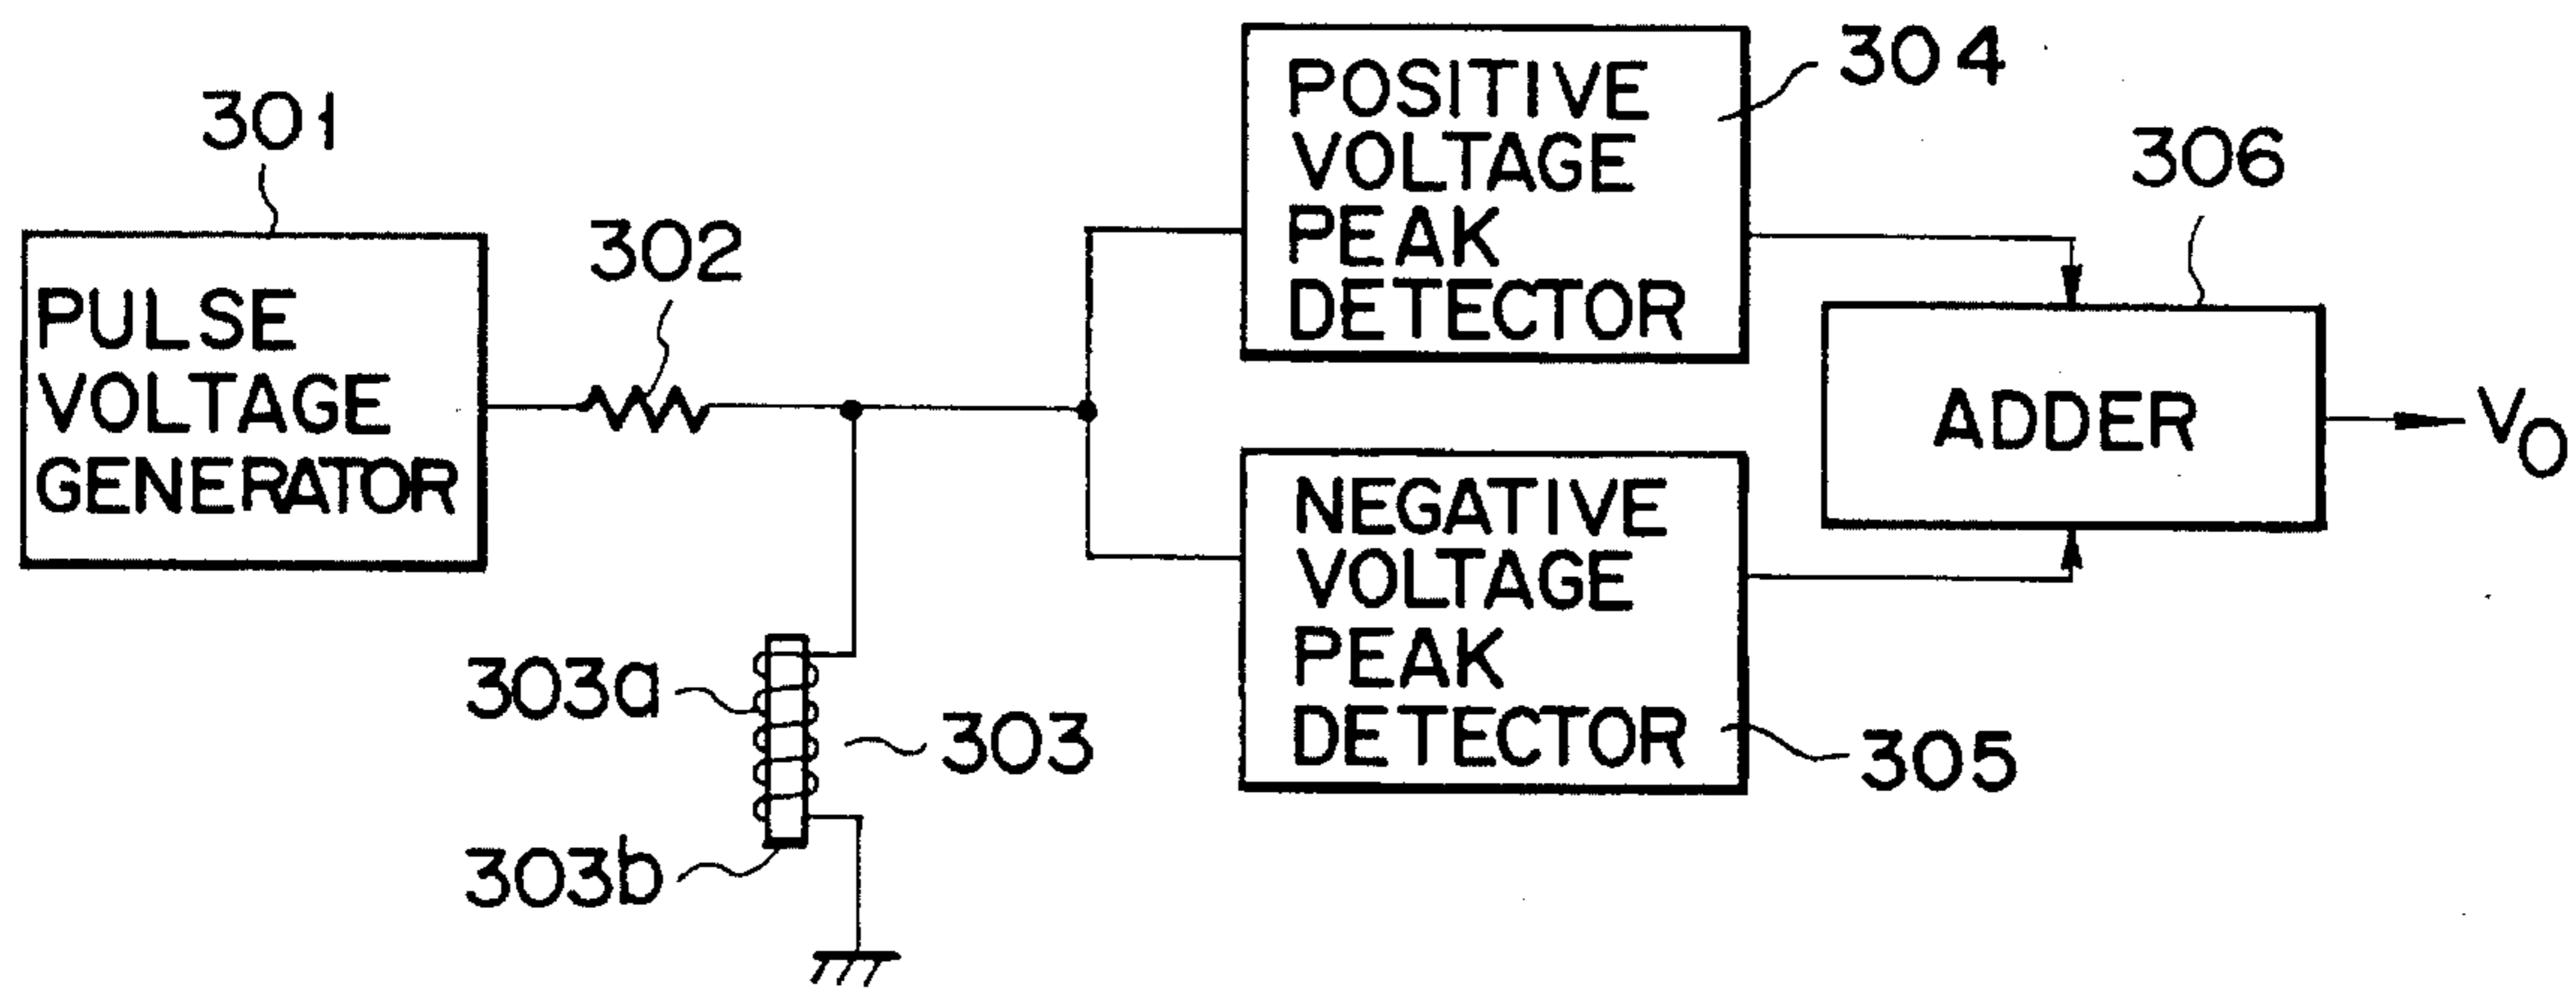 301
PULSE
VOLTAGE
GENERATOR
302
303a
303
303b
POSITIVE
VOLTAGE
PEAK
DETECTOR
304
NEGATIVE
VOLTAGE
PEAK
DETECTOR
305
306
ADDER
VO